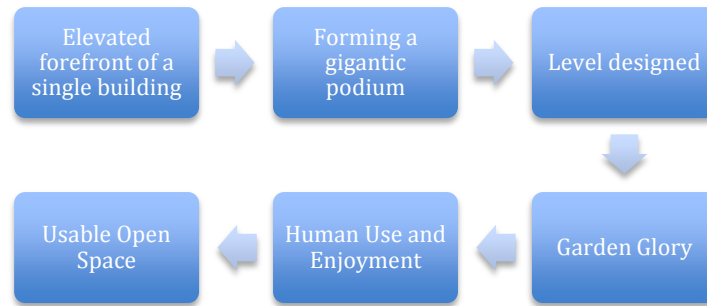 Elevated
forefront of a
single building
Forming a
gigantic
podium
Level designed
Garden Glory
Human Use and
Enjoyment
Usable Open
Space